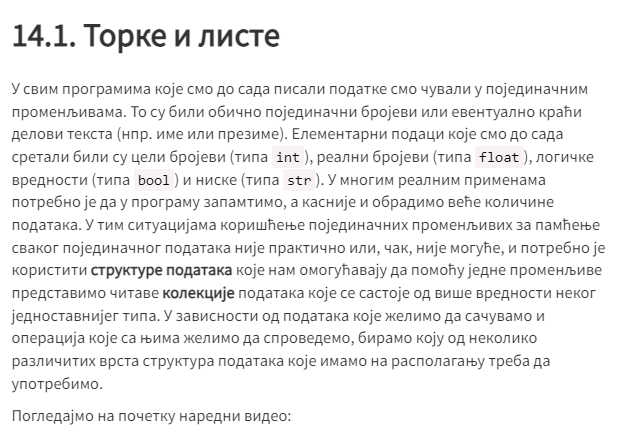 14.1. Торке и листе
У свим програмима које смо до сада писали податке смо чували у појединачним
променљивама. То су били обично појединачни бројеви или евентуално краћи
делови текста (нпр. име или презиме). Елементарни подаци које смо до сада
сретали били су цели бројеви (типа int), реални бројеви (типа float), логичке
вредности (типа bool) и ниске (типа str). У многим реалним применама
потребно је да у програму запамтимо, а касније и обрадимо веће количине
података. У тим ситуацијама коришћење појединачних променљивих за памћење
сваког појединачног податка није практично или, чак, није могуће, и потребно је
користити структуре података које нам омогућавају да помоћу једне променљиве
представимо читаве колекције података које се састоје од више вредности неког
једноставнијег типа. У зависности од података које желимо да сачувамо и
операција које са њима желимо да спроведемо, бирамо коју од неколико
различитих врста структура података које имамо на располагању треба да
употребимо.
Погледајмо на почетку наредни видео: